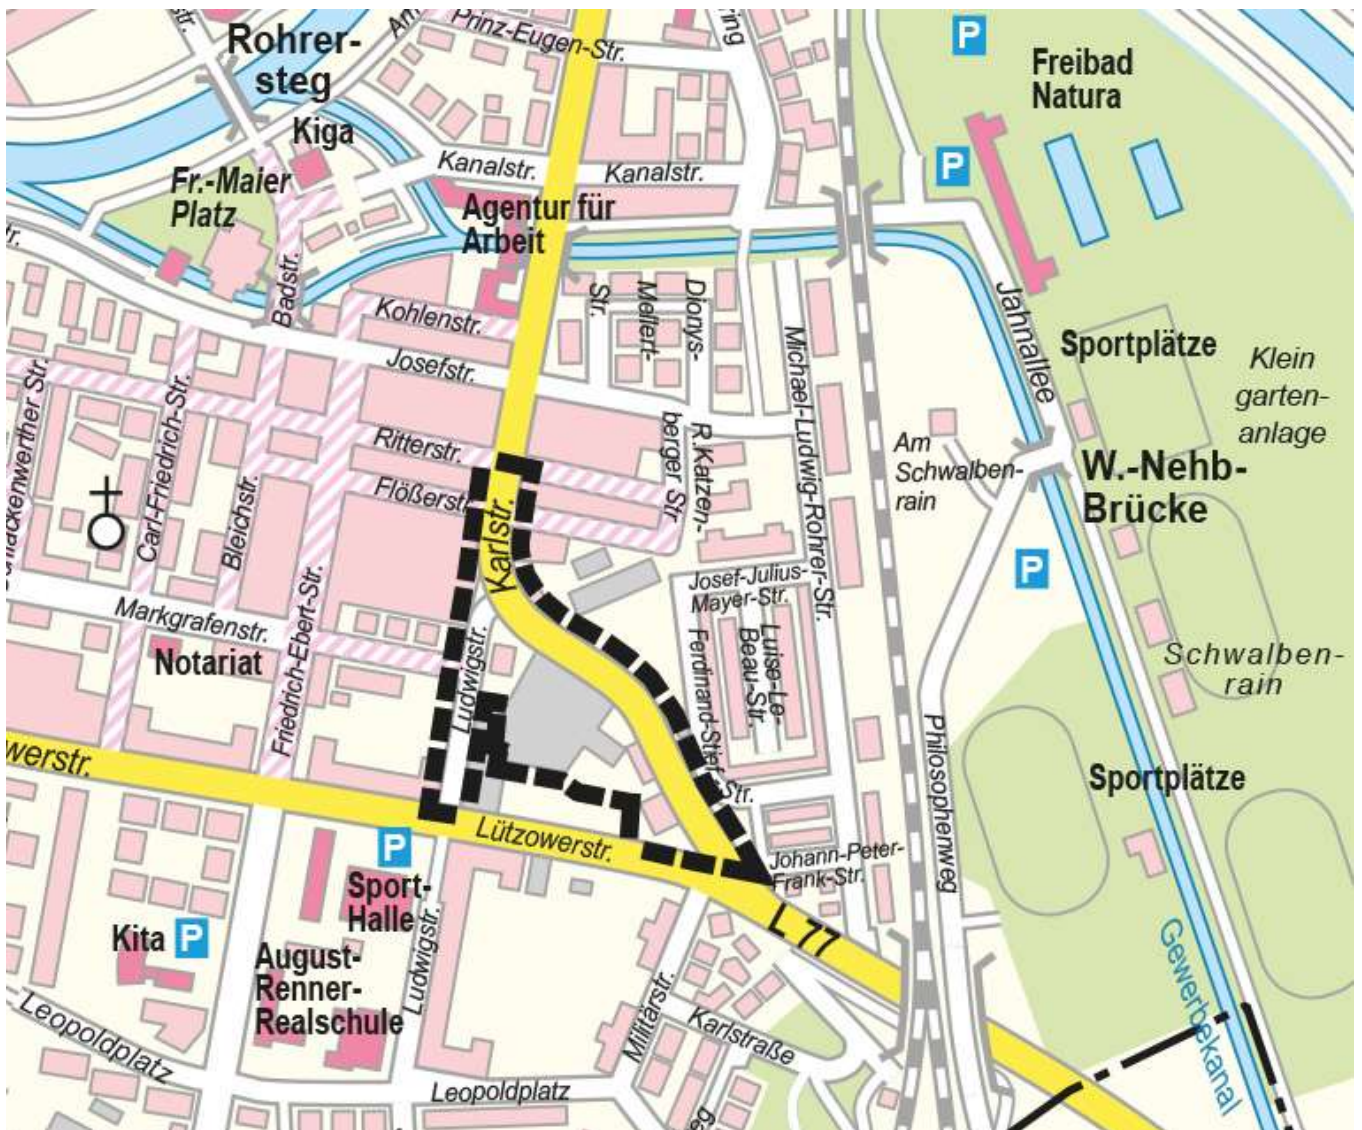 Rohrer-
steg
Prinz-Eugen-Str.
P
Freibad
Natura
Kiga
Kanalstr.
Kanalstr.
P
Fr.-Maier
Platz
Agentur für
Arbeit
Badstr.
Str.
Mellert-
Dionys-
Jahnallee
Kohlenstr.
Josefstr.
Michael-Ludwig-Rohrer-Str.
Sportplätze
Klein
garten-
anlage
Carl-Friedrich-Str.
Ritterstr.
Flößerstr.
Bleichstr.
Karlstr.
berger Str
R.Katzen-
Am
Schwalben-
rain
W.-Nehb-
Brücke
P
Josef-Julius-
Mayer-Str.
Markgrafenstr.
Notariat
Friedrich-Ebert-Str.
Ludwigstr.
Ferdinand-Stief-Str.
Luise-Le-
Beau-Str.
Schwalben-
rain
Philosophenweg
Sportplätze
werstr.
Lützowerstr.
Johann-Peter-
Frank-Str.
P
Sport-
Halle
Kita
P
L 77
August-
Renner-
Realschule
Ludwigstr.
Militärstr.
Karlstraße
Gewerbekanal
Leopoldplatz
Leopoldplatz